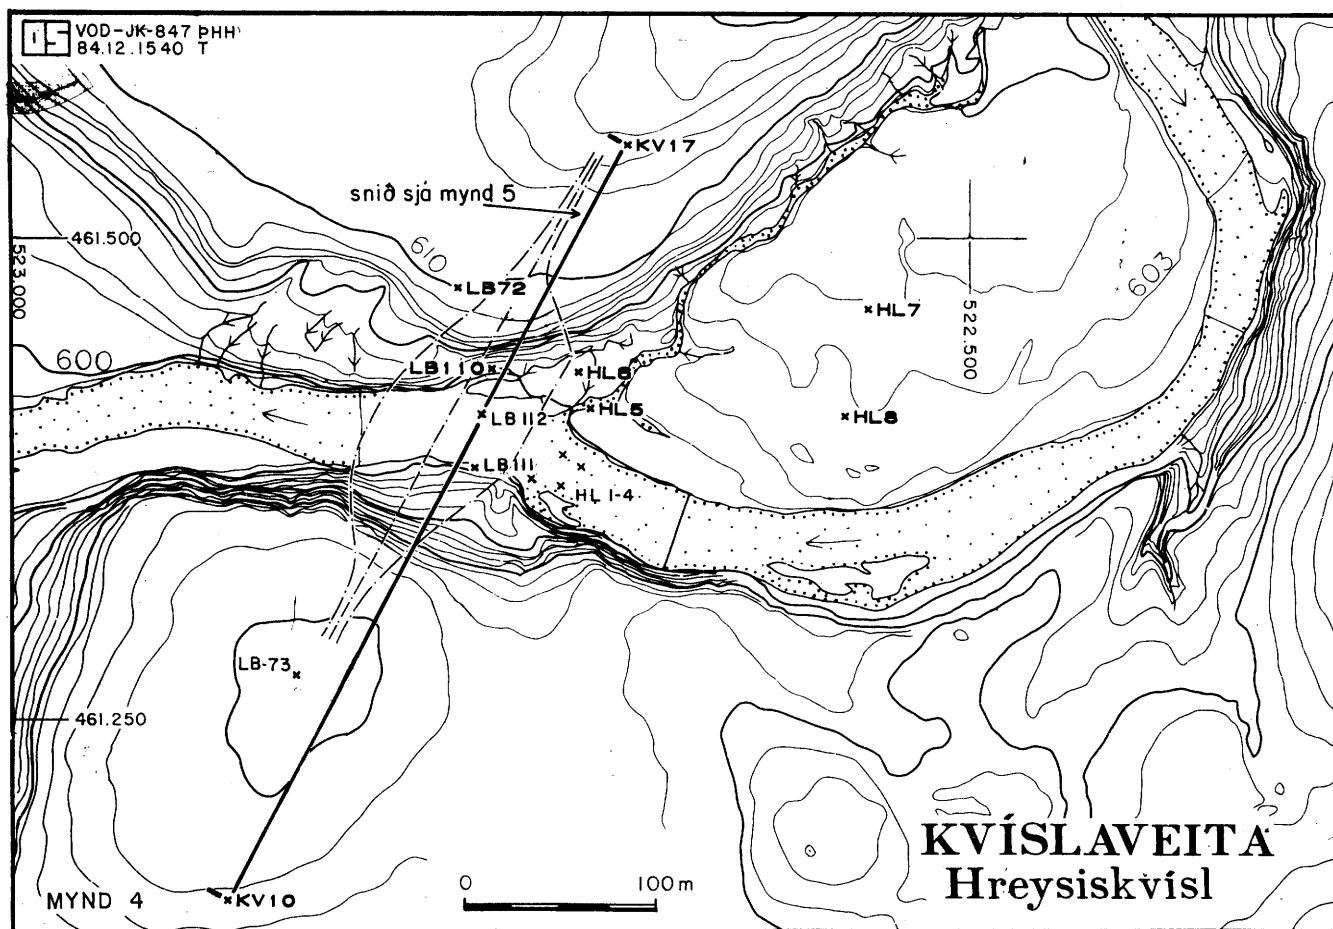 OS
VOD-JK-847 ÞHH
84.12.1540 T
KV17
snið sjá mynd 5
461.500
523.000
610
LB72
603
HL7
522.500
600
LB110
HL6
HL5
HL8
LB112
LB111
HL 1-4
LB-73
461.250
KVÍSLAVEITA
Hreysiskvísl
0 100 m
MYND 4
KV10